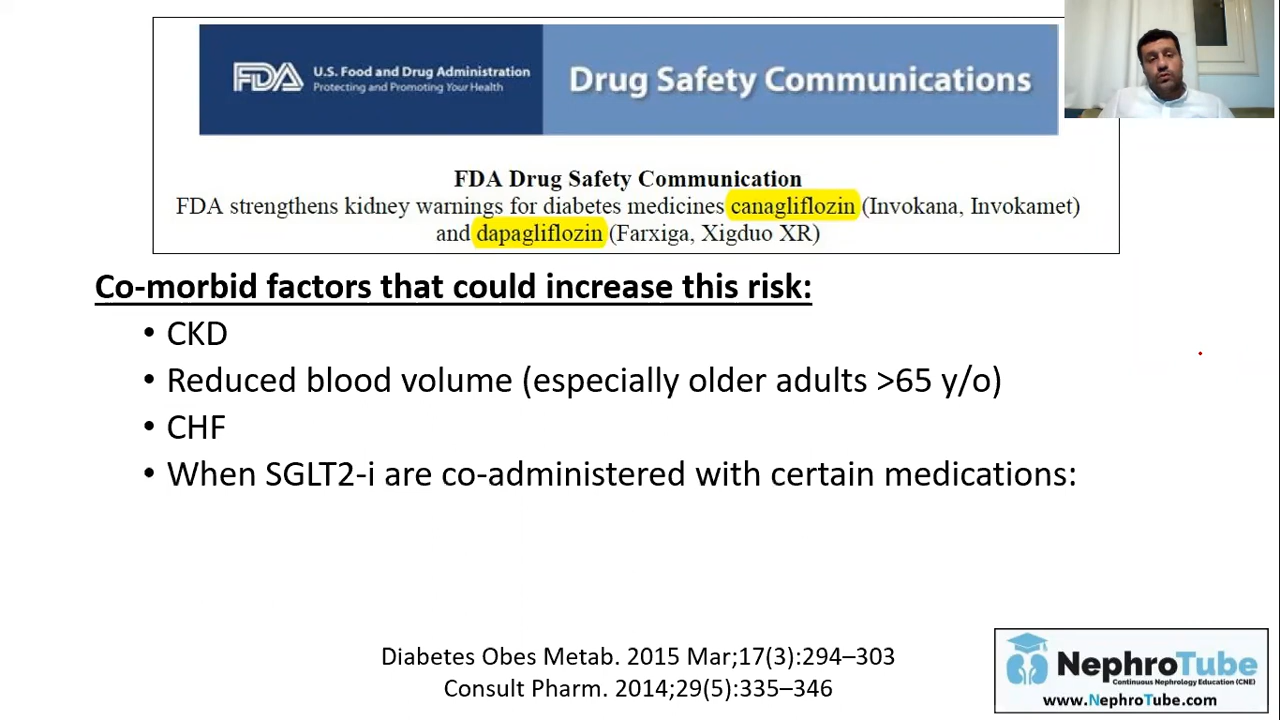 FDA
U.S. Food and Drug Administration
Protecting and Promoting Your Health
Drug Safety Communications
FDA Drug Safety Communication
FDA strengthens kidney warnings for diabetes medicines canagliflozin (Invokana, Invokamet)
and dapagliflozin (Farxiga, Xigduo XR)
Co-morbid factors that could increase this risk:
• CKD
• Reduced blood volume (especially older adults >65 y/o)
• CHF
• When SGLT2-i are co-administered with certain medications:
Diabetes Obes Metab. 2015 Mar;17(3):294–303
Consult Pharm. 2014;29(5):335–346
NephroTube
Continuous Nephrology Education (CNE)
www.NephroTube.com